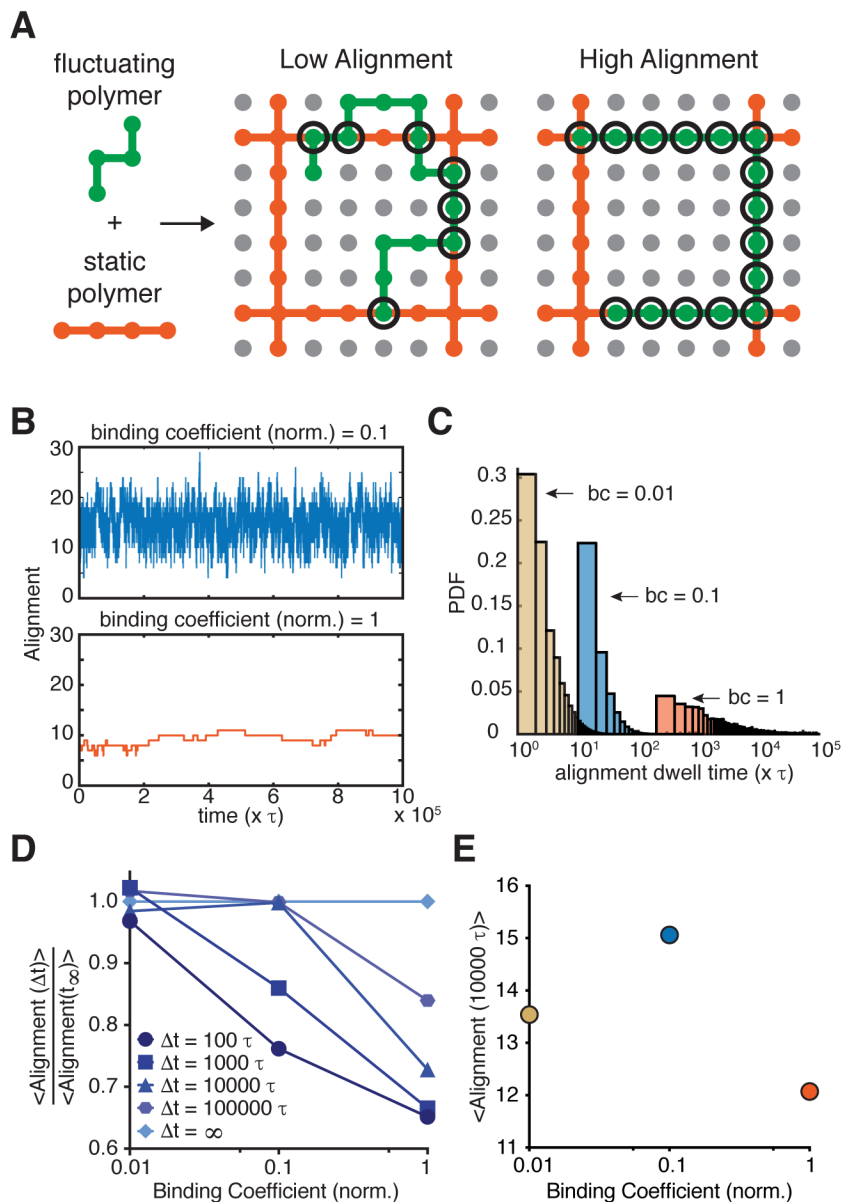 A
fluctuating
polymer
+
static
polymer
Low Alignment
High Alignment
B
binding coefficient (norm.) = 0.1
30
20
10
0
Alignment
binding coefficient (norm.) = 1
30
20
10
0
0
2
4
6
8
10
time (x τ)
x 10⁵
C
PDF
0.3
0.25
0.2
0.15
0.1
0.05
0
bc = 0.01
bc = 0.1
bc = 1
10⁰
10¹
10²
10³
10⁴
10⁵
alignment dwell time (x τ)
D
<Alignment (Δt)>
<Alignment(t∞)>
1.0
0.9
0.8
0.7
0.6
Δt = 100 τ
Δt = 1000 τ
Δt = 10000 τ
Δt = 100000 τ
Δt = ∞
0.01
0.1
1
Binding Coefficient (norm.)
E
<Alignment (10000 τ)>
16
15
14
13
12
11
0.01
0.1
1
Binding Coefficient (norm.)